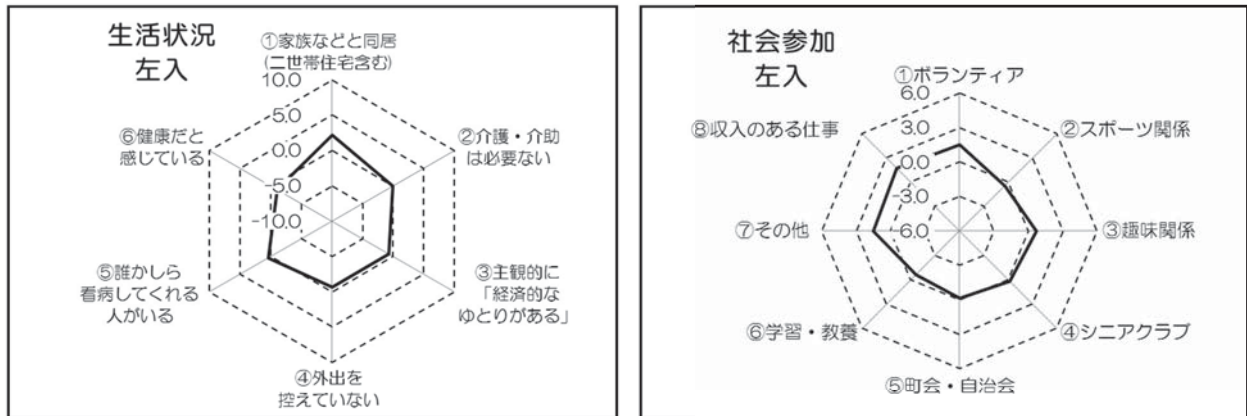 生活状況
左入
①家族などと同居
(二世帯住宅含む)
10.0
5.0
0.0
-5.0
-10.0
②介護・介助
は必要ない
③主観的に
「経済的な
ゆとりがある」
④外出を
控えていない
⑤誰かしら
看病してくれる
人がいる
⑥健康だと
感じている
社会参加
左入
①ボランティア
6.0
3.0
0.0
-3.0
-6.0
②スポーツ関係
③趣味関係
④シニアクラブ
⑤町会・自治会
⑥学習・教養
⑦その他
⑧収入のある仕事